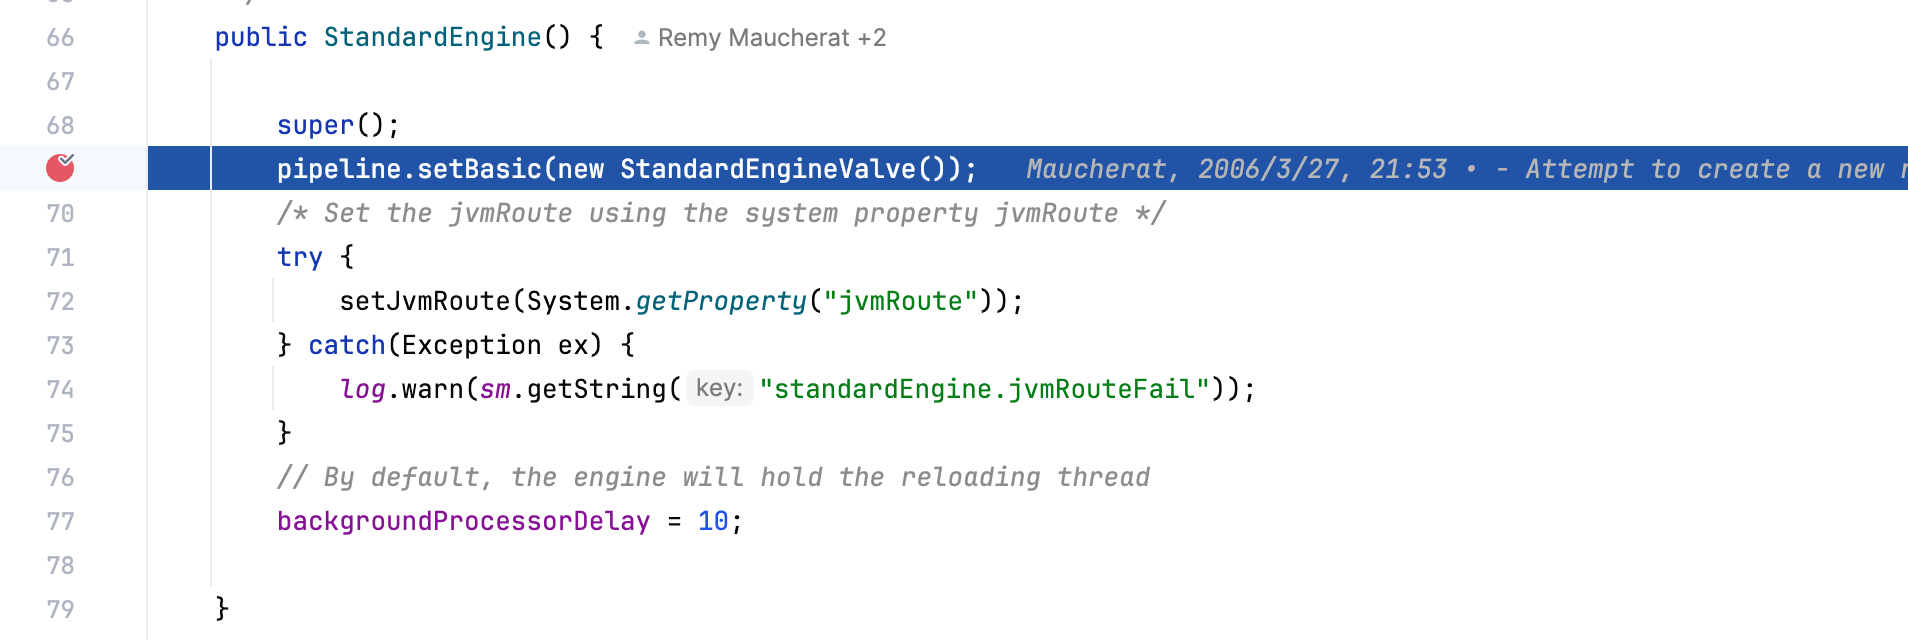 66 public StandardEngine() { Remy Maucherat +2
67
68 super();
pipeline.setBasic(new StandardEngineValve()); Maucherat, 2006/3/27, 21:53 • - Attempt to create a new
70 /* Set the jvmRoute using the system property jvmRoute */
71 try {
72 setJvmRoute(System.getProperty("jvmRoute"));
73 } catch(Exception ex) {
74 log.warn(sm.getString( key: "standardEngine.jvmRouteFail"));
75 }
76 // By default, the engine will hold the reloading thread
77 backgroundProcessorDelay = 10;
78
79 }